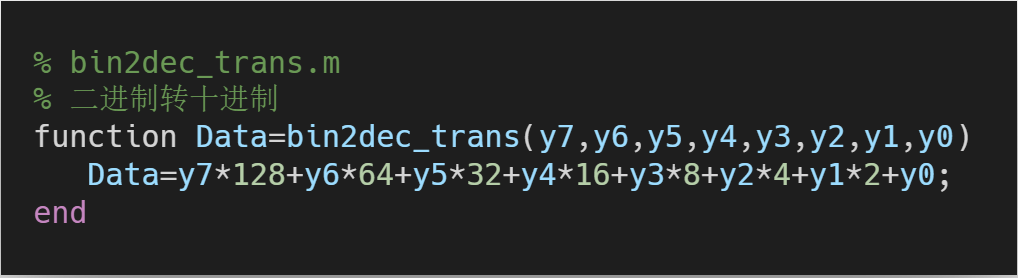 % bin2dec_trans.m
% 二进制转十进制
function Data=bin2dec_trans(y7,y6,y5,y4,y3,y2,y1,y0)
   Data=y7*128+y6*64+y5*32+y4*16+y3*8+y2*4+y1*2+y0;
end